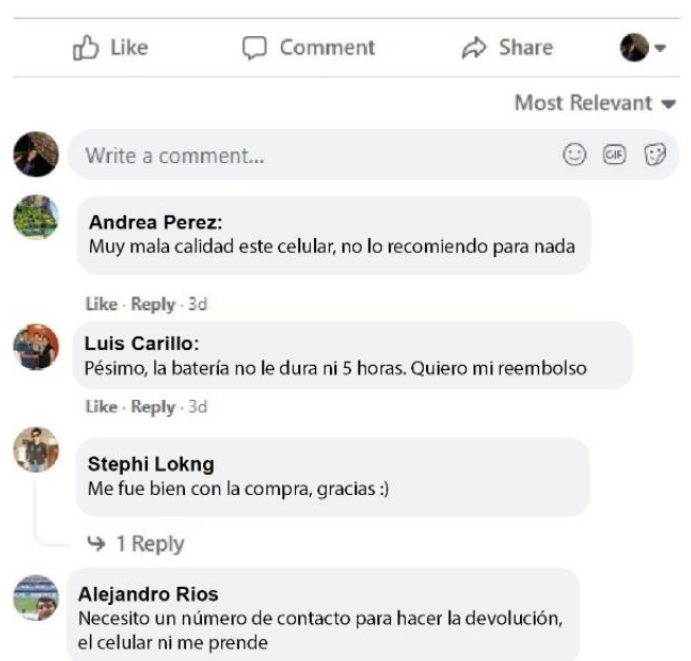 Like Comment Share
Most Relevant
Write a comment...
GIF
Andrea Perez:
Muy mala calidad este celular, no lo recomiendo para nada
Like · Reply · 3d
Luis Carillo:
Pésimo, la batería no le dura ni 5 horas. Quiero mi reembolso
Like · Reply · 3d
Stephi Lokng
Me fue bien con la compra, gracias :)
1 Reply
Alejandro Rios
Necesito un número de contacto para hacer la devolución,
el celular ni me prende